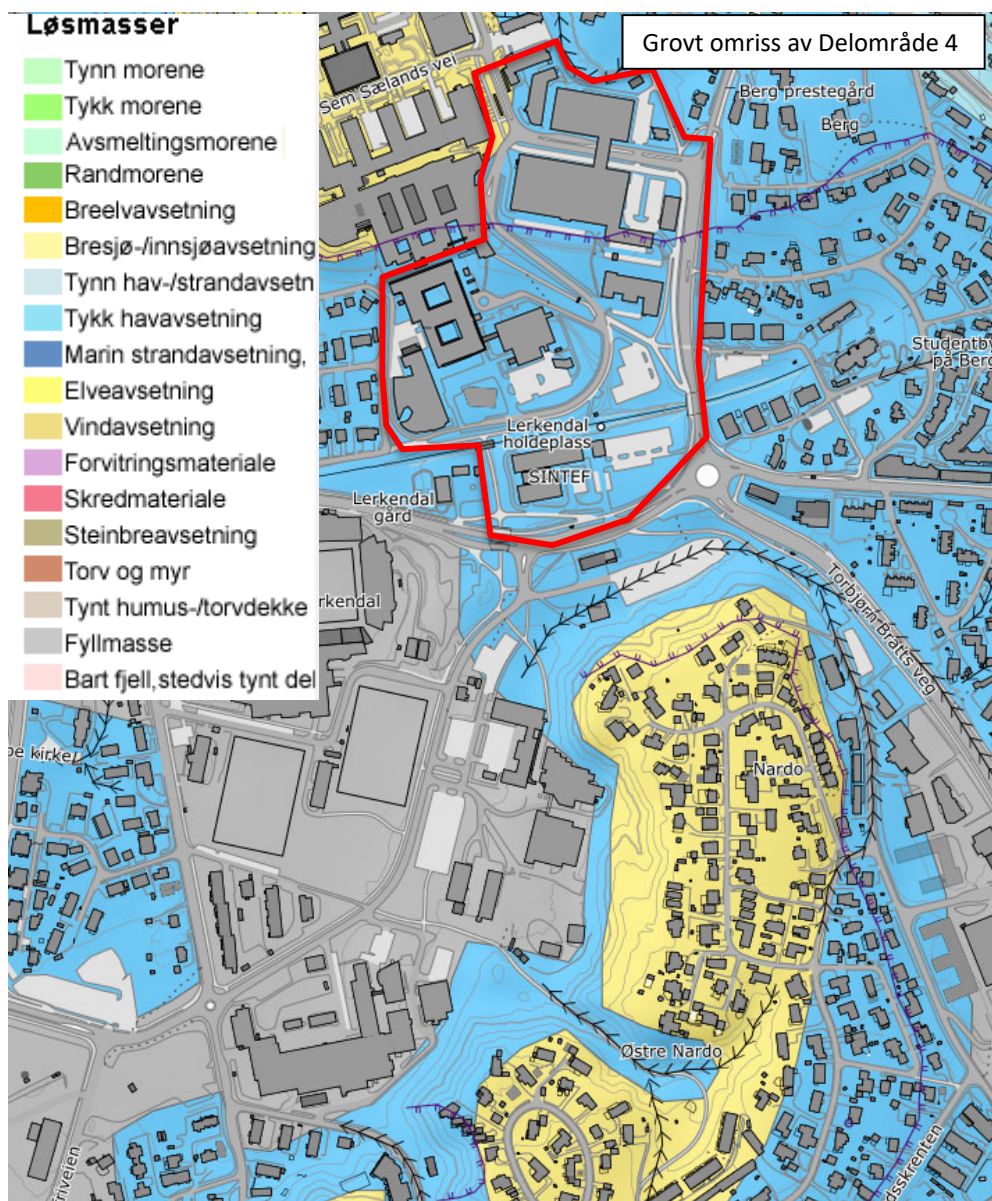 Løsmasser
Tynn morene
Tykk morene
Avsmeltingsmorene
Randmorene
Breelvavsetning
Bresjø-/innsjøavsetning
Tynn hav-/strandavsetn
Tykk havavsetning
Marin strandavsetning,
Elveavsetning
Vindavsetning
Forvitringsmateriale
Skredmateriale
Steinbreavsetning
Torv og myr
Tynt humus-/torvdekke
Fyllmasse
Bart fjell,stedvis tynt del
Grovt omriss av Delområde 4
Sem Sælands vei
Berg prestegård
Berg
Studentby
på Berg
Lerkendal
holdeplass
SINTEF
Lerkendal
gård
rkendal
Torbjørn Bratts veg
Nardo
pe kirke
Østre Nardo
riveien
dsskrenten